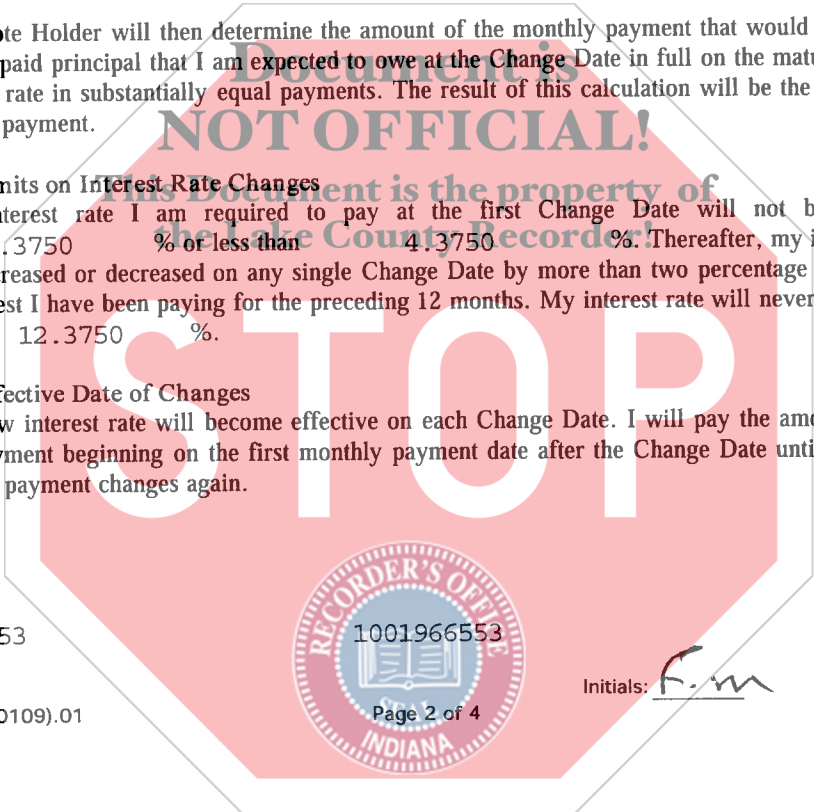 te Holder will then determine the amount of the monthly payment that would
paid principal that I am expected to owe at the Change Date in full on the matu
rate in substantially equal payments. The result of this calculation will be the
payment.
Document is
NOT OFFICIAL!
This Document is the property of
the Lake County Recorder!
mits on Interest Rate Changes
nterest rate I am required to pay at the first Change Date will not b
.3750 % or less than 4.3750 %. Thereafter, my i
reased or decreased on any single Change Date by more than two percentage
est I have been paying for the preceding 12 months. My interest rate will never
12.3750 %.
STOP
fective Date of Changes
w interest rate will become effective on each Change Date. I will pay the amo
yment beginning on the first monthly payment date after the Change Date unti
payment changes again.
RECORDER'S OFFICE
SEAL
INDIANA
53 1001966553
Initials: F.m
0109).01 Page 2 of 4